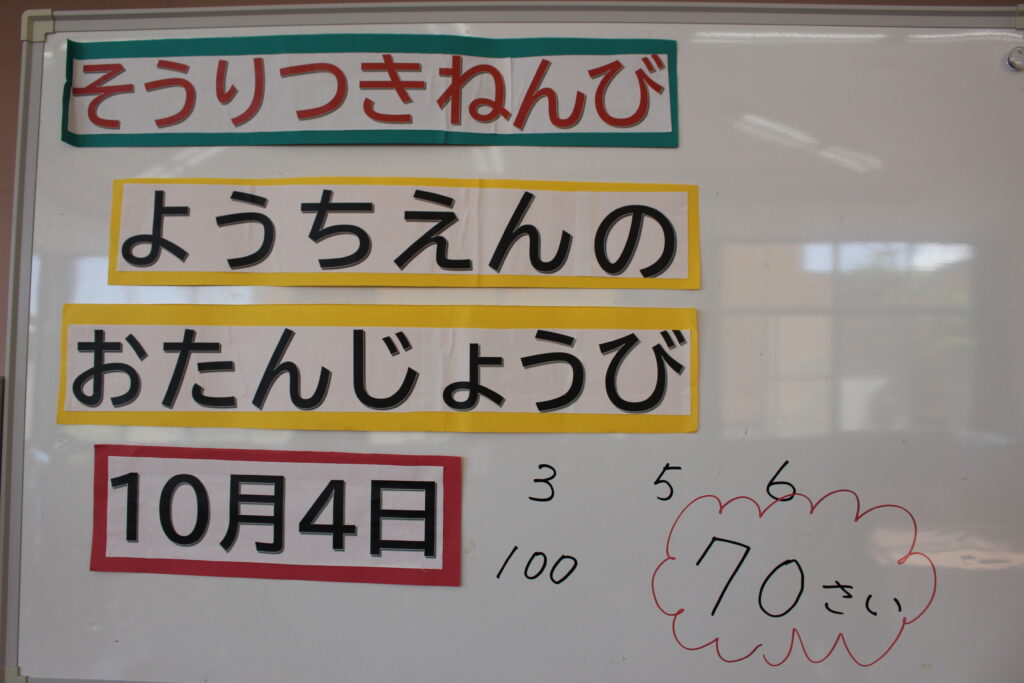 そうりつきねんび
ようちえんの
おたんじょうび
10月4日
3 5 6
100
70さい